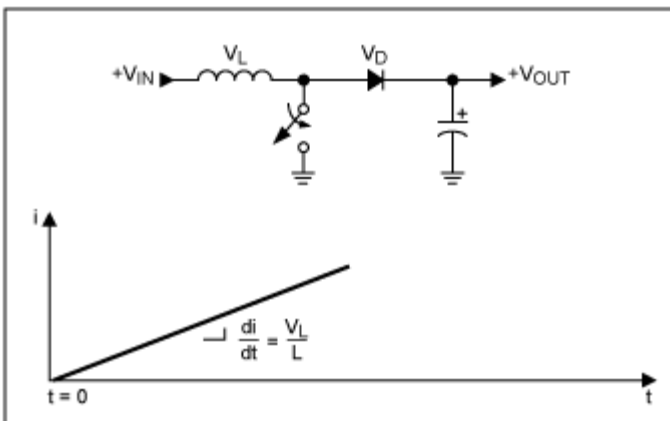 V_L V_D
+V_IN +V_OUT
+
i
di/dt = V_L/L
t = 0 t